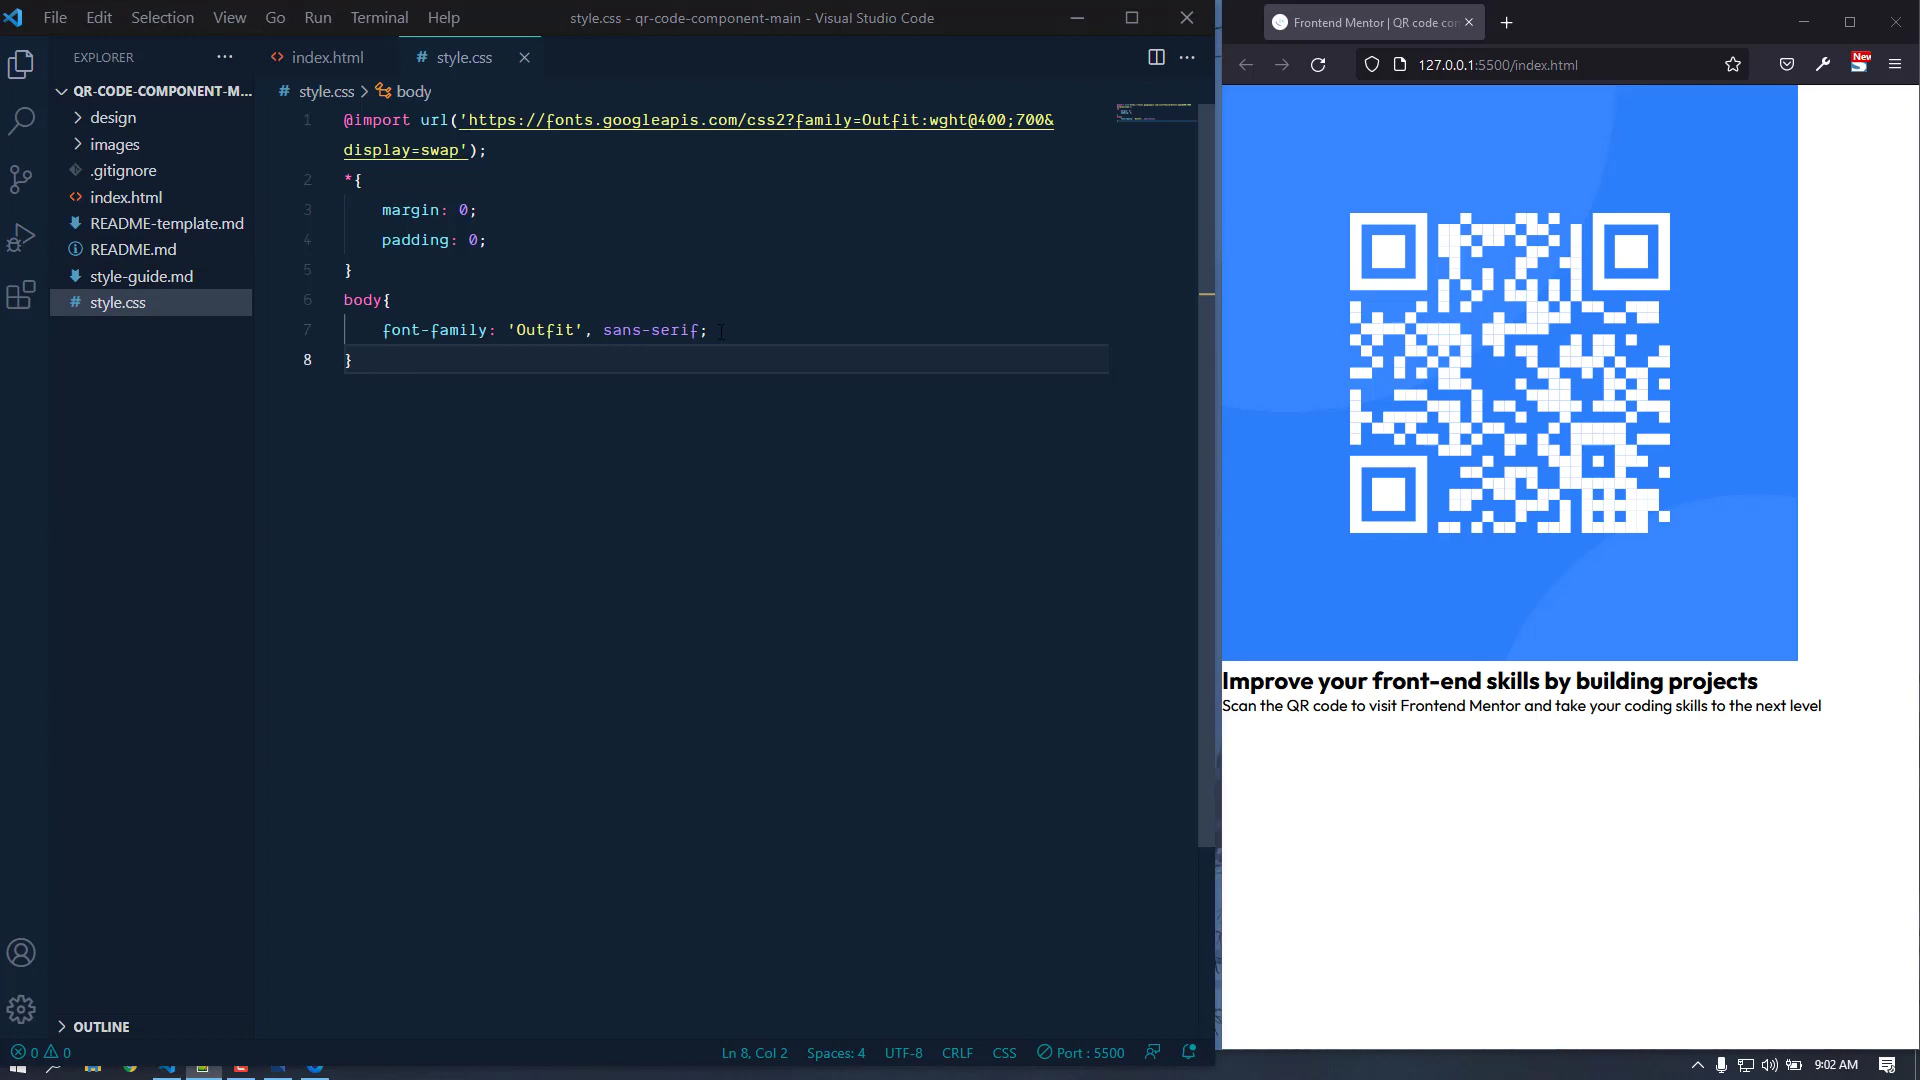 File Edit Selection View Go Run Terminal Help
style.css - qr-code-component-main - Visual Studio Code
EXPLORER
index.html
# style.css
QR-CODE-COMPONENT-M...
design
images
.gitignore
index.html
README-template.md
README.md
style-guide.md
# style.css
OUTLINE
# style.css > body
1 @import url('https://fonts.googleapis.com/css2?family=Outfit:wght@400;700&
display=swap');
2 *{
3 margin: 0;
4 padding: 0;
5 }
6 body{
7 font-family: 'Outfit', sans-serif;
8 }
0 0
Ln 8, Col 2 Spaces: 4 UTF-8 CRLF CSS Port : 5500
Frontend Mentor | QR code co
127.0.0.1:5500/index.html
New
Improve your front-end skills by building projects
Scan the QR code to visit Frontend Mentor and take your coding skills to the next level
9:02 AM